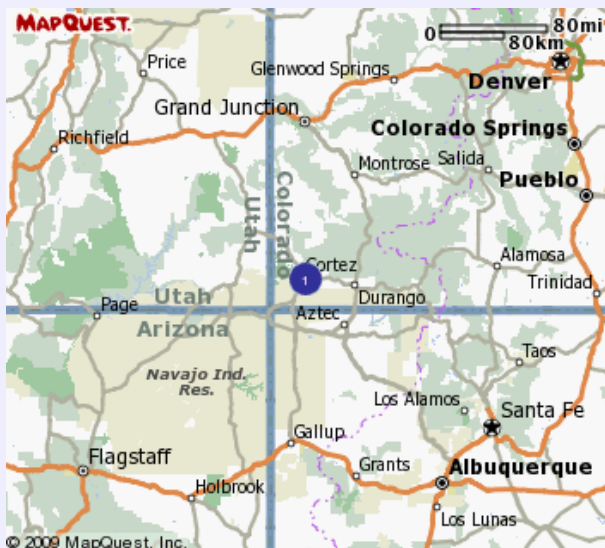 MAPQUEST.
0 80mi
80km
Price
Glenwood Springs
Denver
Grand Junction
Richfield
Colorado Springs
Montrose
Salida
Pueblo
Utah
Colorado
Cortez
1
Alamosa
Trinidad
Utah
Page
Durango
Arizona
Aztec
Taos
Navajo Ind.
Res.
Los Alamos
Santa Fe
Gallup
Flagstaff
Grants
Albuquerque
Holbrook
Los Lunas
© 2009 MapQuest, Inc.